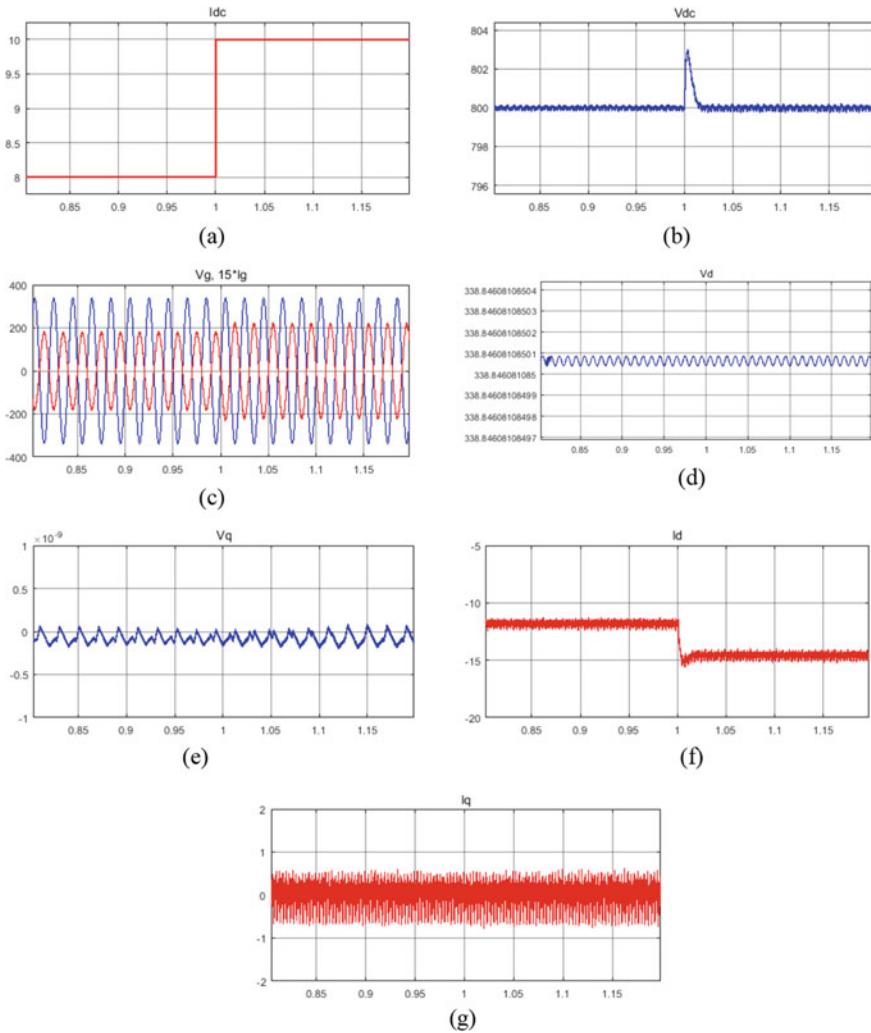 Idc
10
9.5
9
8.5
8
0.85 0.9 0.95 1 1.05 1.1 1.15
(a)
Vdc
804
802
800
798
796
0.85 0.9 0.95 1 1.05 1.1 1.15
(b)
Vg, 15*Ig
400
200
0
-200
-400
0.85 0.9 0.95 1 1.05 1.1 1.15
(c)
Vd
338.84608108504
338.84608108503
338.84608108502
338.84608108501
338.846081085
338.84608108499
338.84608108498
338.84608108497
0.85 0.9 0.95 1 1.05 1.1 1.15
(d)
×10-9
Vq
1
0.5
0
-0.5
-1
0.85 0.9 0.95 1 1.05 1.1 1.15
(e)
Id
-5
-10
-15
-20
0.85 0.9 0.95 1 1.05 1.1 1.15
(f)
Iq
2
1
0
-1
-2
0.85 0.9 0.95 1 1.05 1.1 1.15
(g)